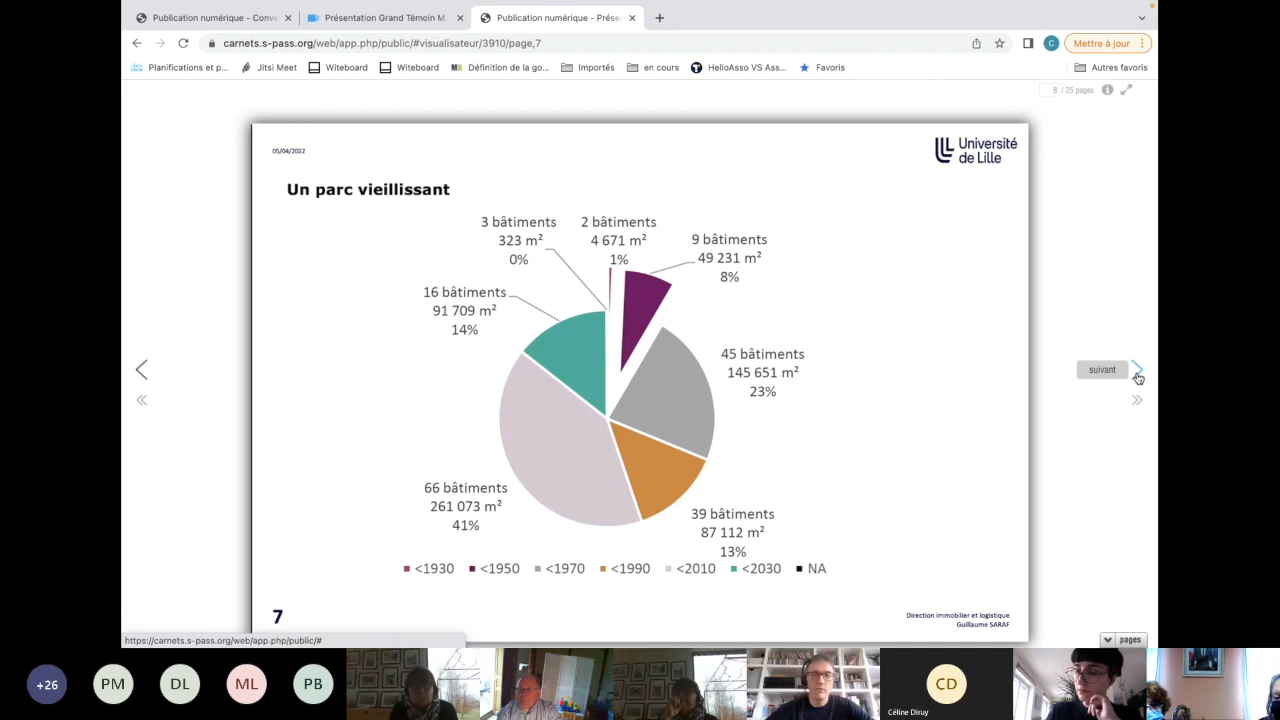 Publication numérique - Conve
Présentation Grand Témoin M.
Publication numérique - Prése
carnets.s-pass.org/web/app.php/public/#visualisateur/3910/page,7
C
Mettre à jour
Planifications et p...
Jitsi Meet
Witeboard
Witeboard
Définition de la go...
Importés
en cours
HelloAsso VS Ass...
Favoris
Autres favoris
8 / 25 pages
05/04/2022
Université
de Lille
Un parc vieillissant
3 bâtiments
323 m²
0%
2 bâtiments
4 671 m²
1%
9 bâtiments
49 231 m²
8%
16 bâtiments
91 709 m²
14%
45 bâtiments
145 651 m²
23%
suivant
66 bâtiments
261 073 m²
41%
39 bâtiments
87 112 m²
13%
<1930 <1950 <1970 <1990 <2010 <2030 NA
7
Direction immobilier et logistique
Guillaume SARAF
https://carnets.s-pass.org/web/app.php/public/#
pages
+26
PM
DL
ML
PB
CD
Céline Diruy